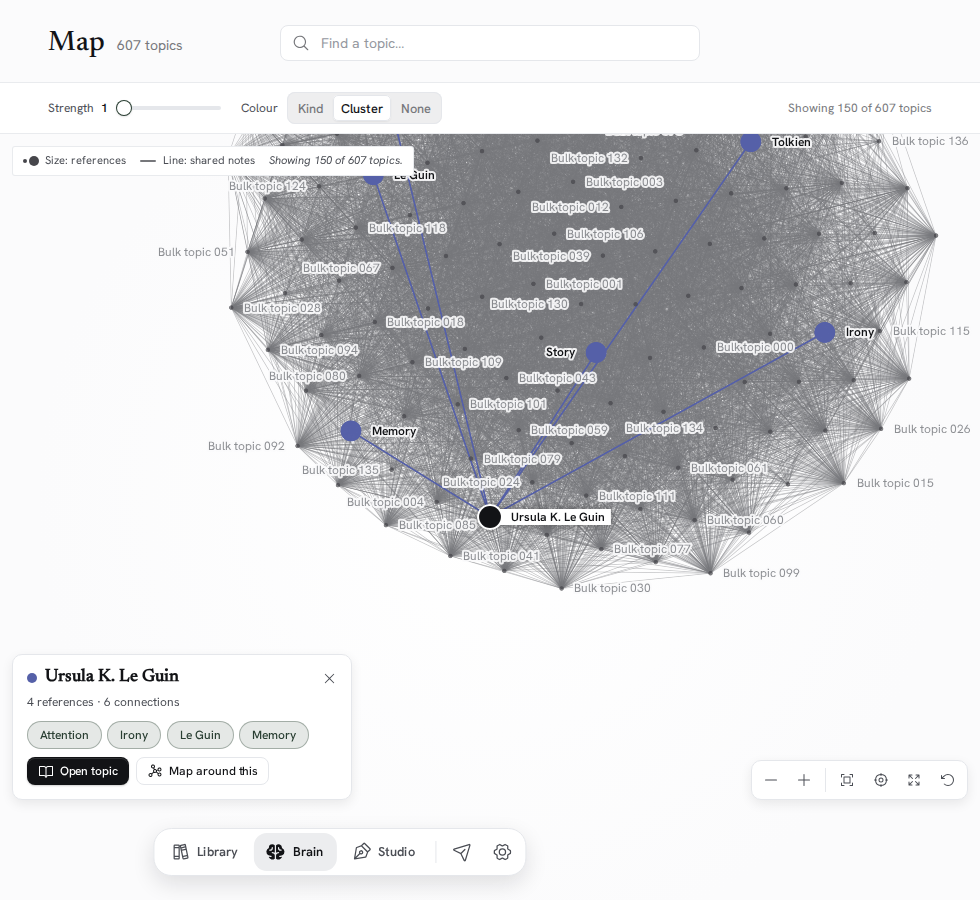 Map 607 topics
Find a topic...
Strength 1
Colour Kind Cluster None
Showing 150 of 607 topics
Size: references Line: shared notes Showing 150 of 607 topics.
Tolkien
Bulk topic 136
Bulk topic 132
Le Guin
Bulk topic 124
Bulk topic 003
Bulk topic 012
Bulk topic 118
Bulk topic 106
Bulk topic 051
Bulk topic 039
Bulk topic 067
Bulk topic 001
Bulk topic 130
Bulk topic 028
Bulk topic 018
Irony
Bulk topic 115
Bulk topic 094
Story
Bulk topic 000
Bulk topic 109
Bulk topic 080
Bulk topic 043
Bulk topic 101
Memory
Bulk topic 059
Bulk topic 134
Bulk topic 026
Bulk topic 092
Bulk topic 079
Bulk topic 135
Bulk topic 061
Bulk topic 024
Bulk topic 015
Bulk topic 004
Bulk topic 111
Ursula K. Le Guin
Bulk topic 085
Bulk topic 060
Bulk topic 041
Bulk topic 077
Bulk topic 099
Bulk topic 030
Ursula K. Le Guin
4 references · 6 connections
Attention Irony Le Guin Memory
Open topic Map around this
Library Brain Studio